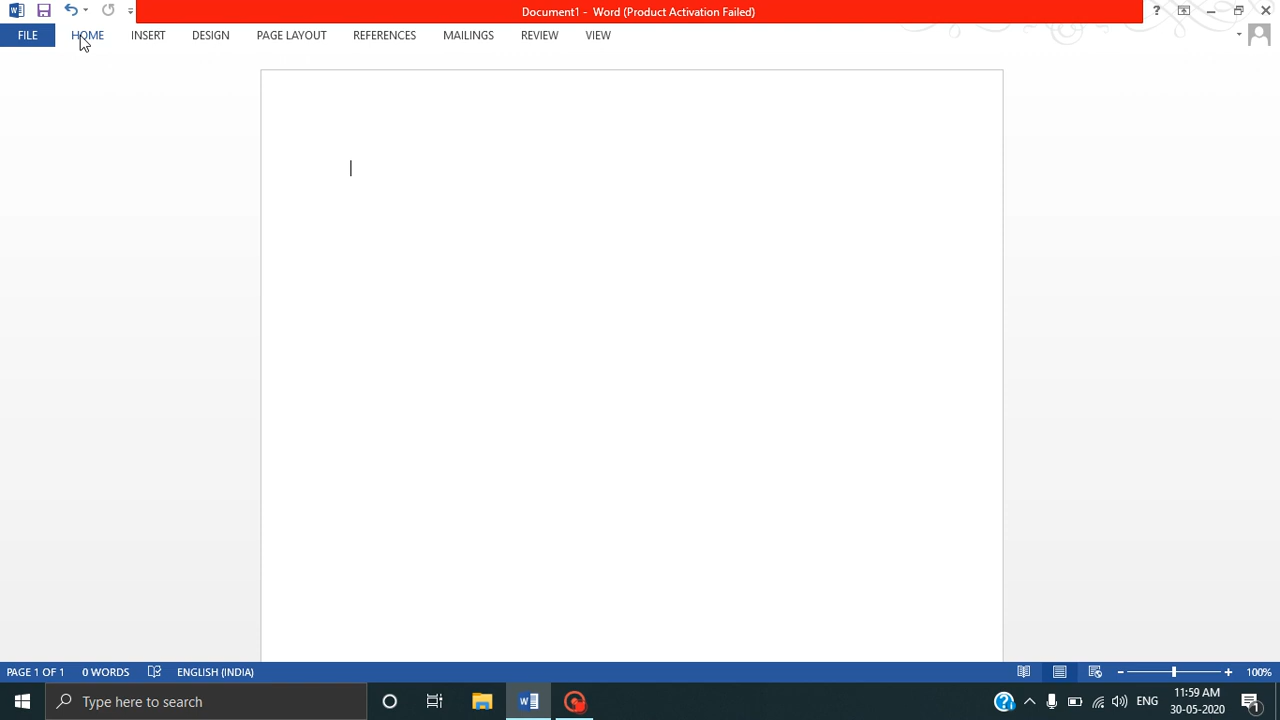 Document1 - Word (Product Activation Failed)
FILE HOME INSERT DESIGN PAGE LAYOUT REFERENCES MAILINGS REVIEW VIEW
PAGE 1 OF 1 0 WORDS ENGLISH (INDIA) 100%
Type here to search ENG 11:59 AM
30-05-2020 1